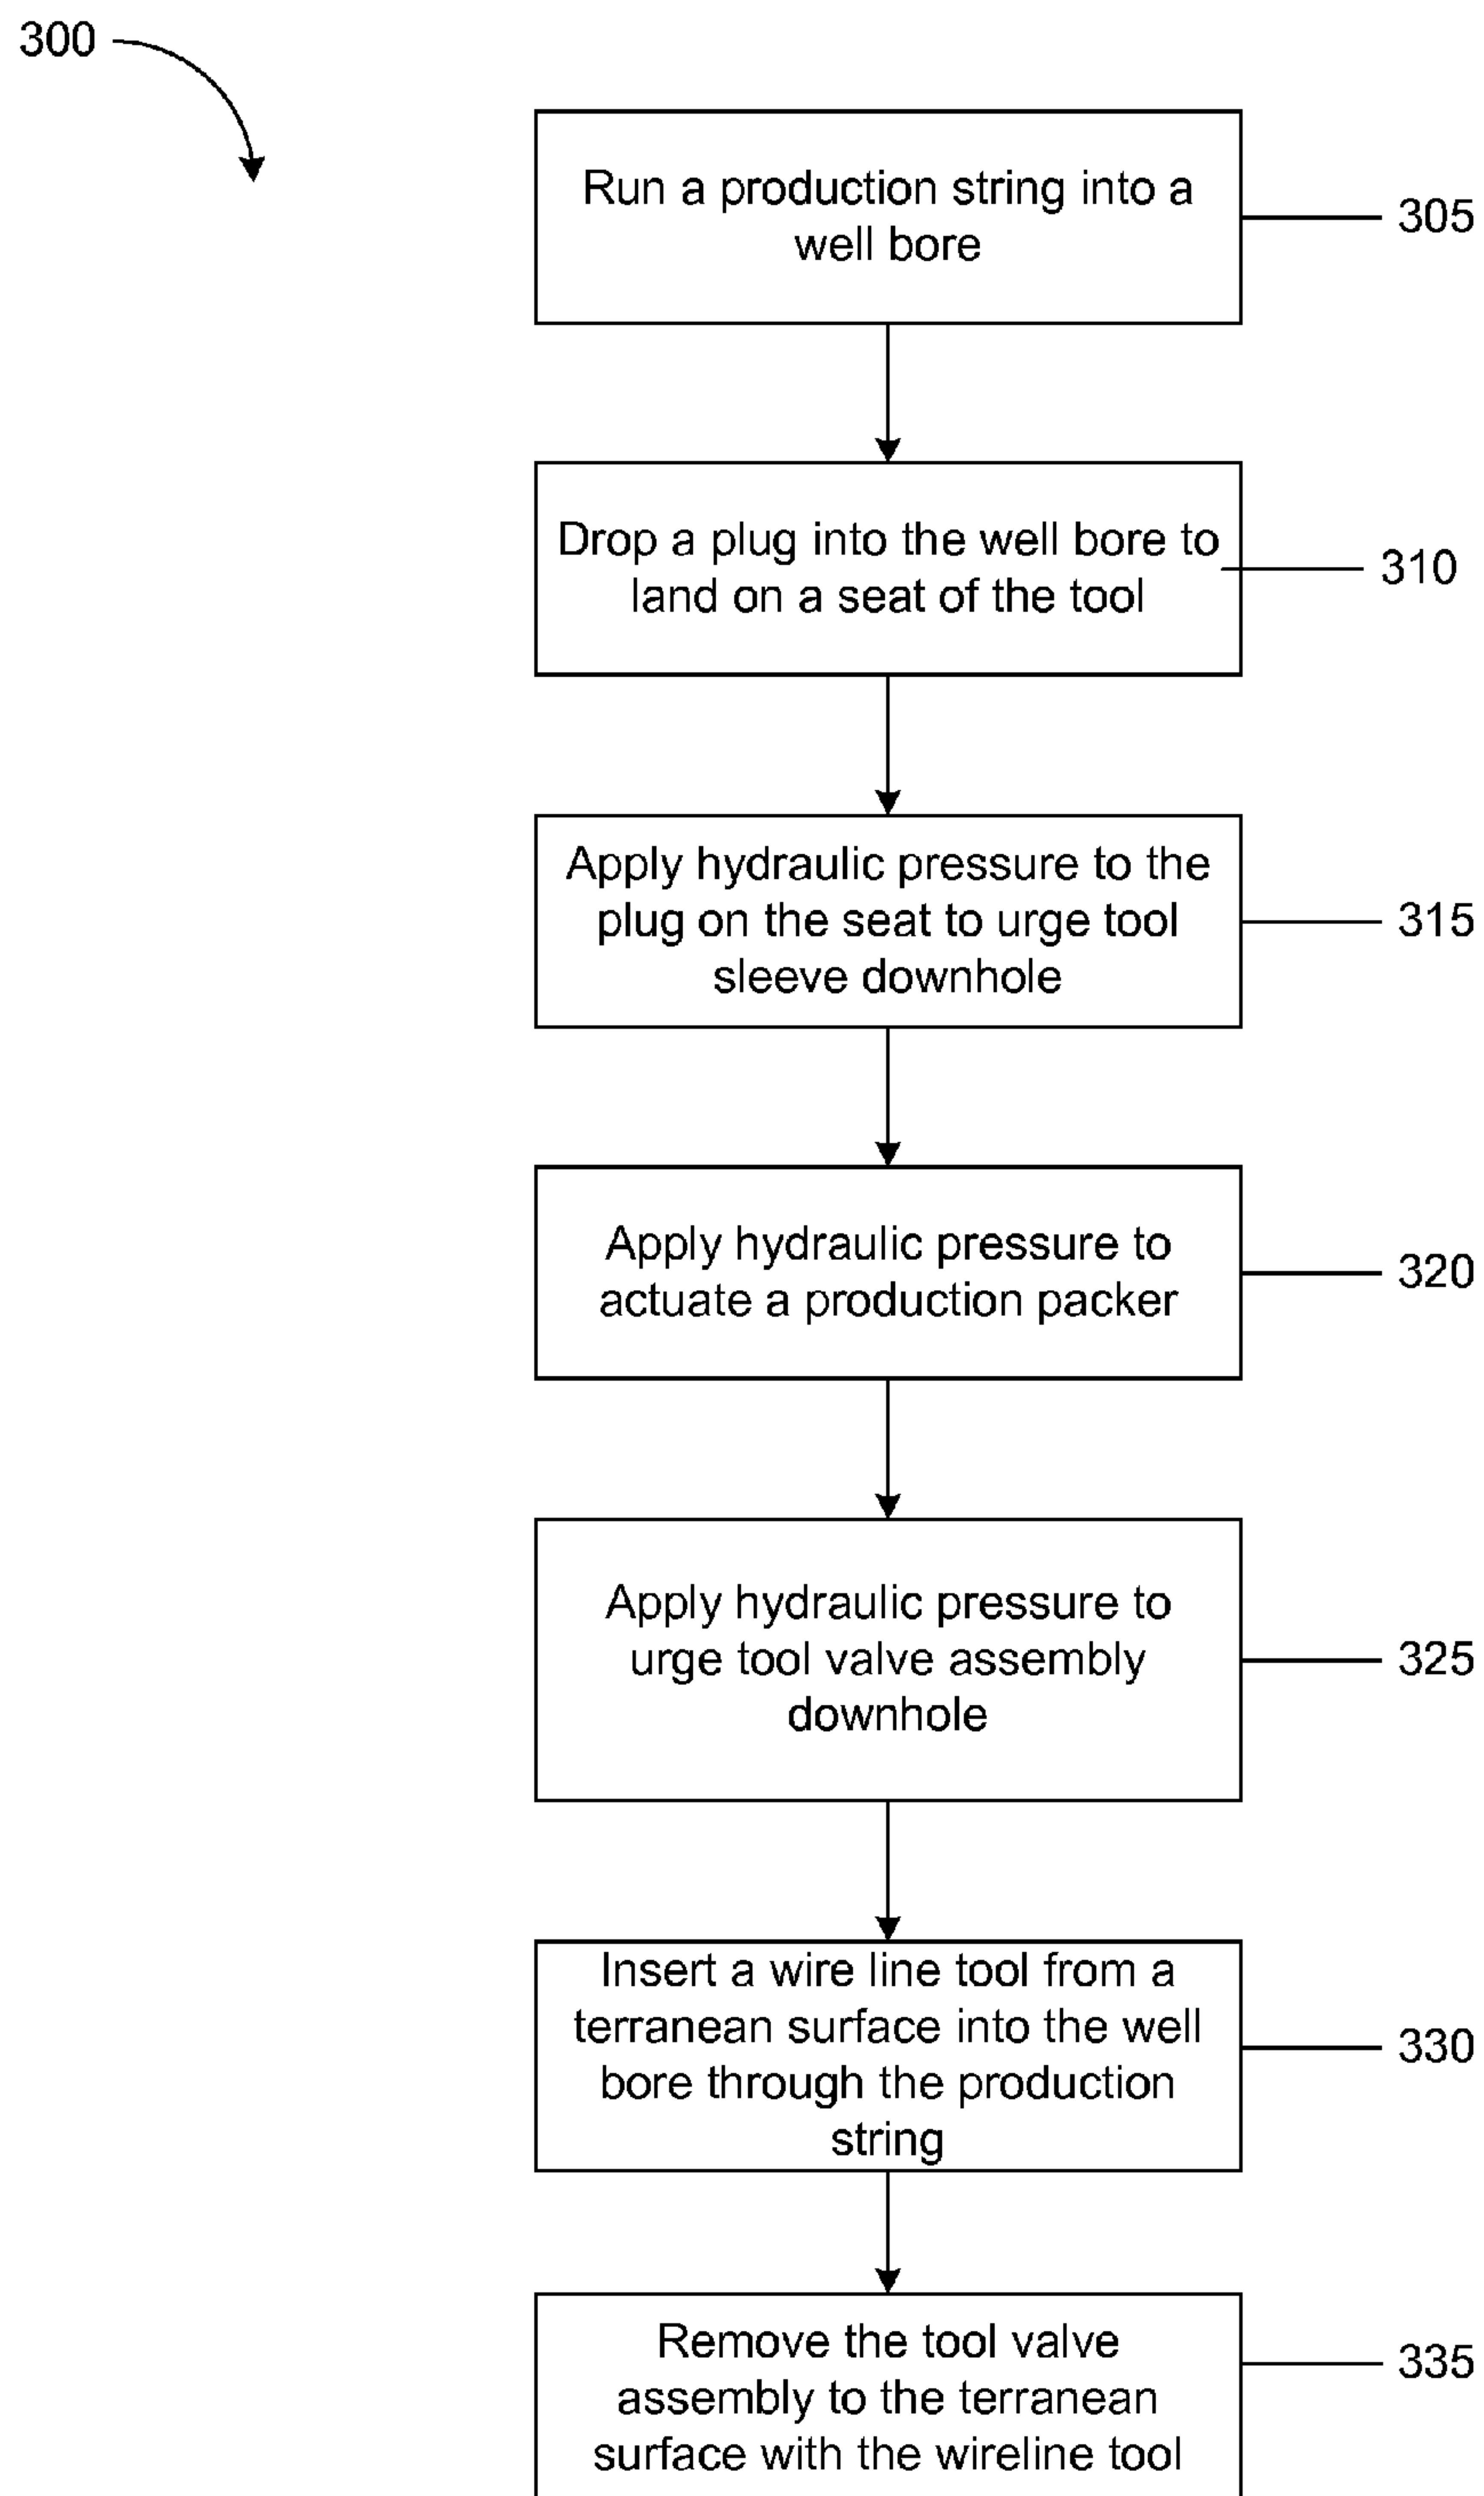 300
Run a production string into a
well bore
305
Drop a plug into the well bore to
land on a seat of the tool
310
Apply hydraulic pressure to the
plug on the seat to urge tool
sleeve downhole
315
Apply hydraulic pressure to
actuate a production packer
320
Apply hydraulic pressure to
urge tool valve assembly
downhole
325
Insert a wire line tool from a
terranean surface into the well
bore through the production
string
330
Remove the tool valve
assembly to the terranean
surface with the wireline tool
335